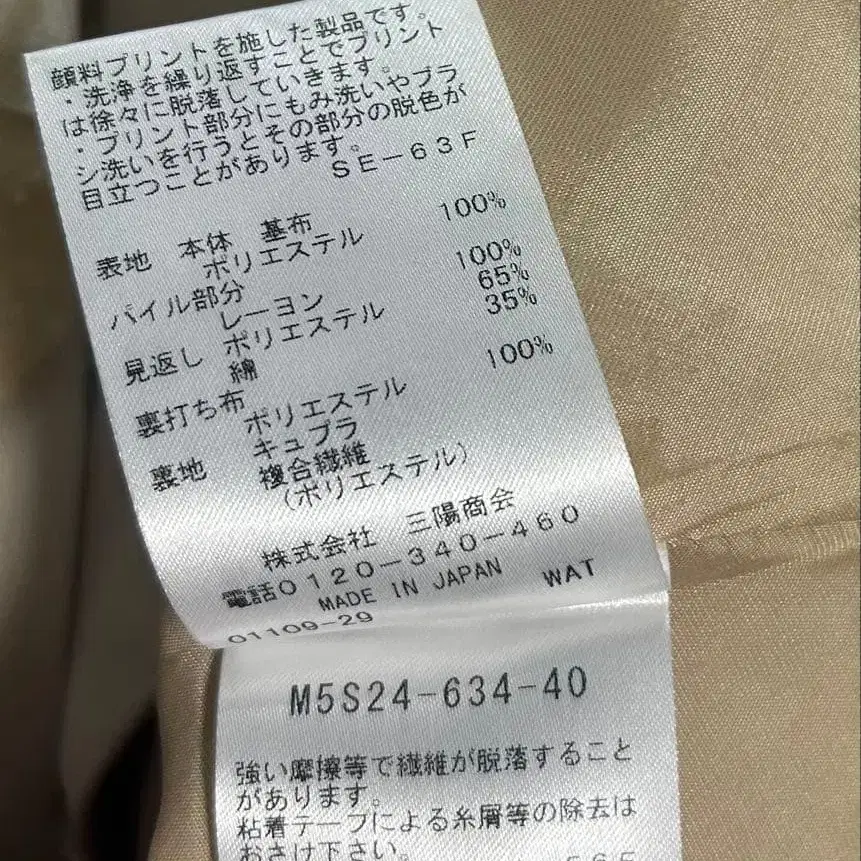 顔料プリントを施した製品です。
・洗浄を繰り返すことでプリント
は徐々に脱落していきます。
・プリント部分にもみ洗いやブラ
シ洗いを行うとその部分の脱色が
目立つことがあります。
SE-63F
表地 本体 基布
ポリエステル 100%
パイル部分
レーヨン 100%
見返し ポリエステル 65%
綿 35%
裏打ち布
ポリエステル 100%
裏地 キュプラ
複合繊維
(ポリエステル)
株式会社 三陽商会
電話0120-340-460
MADE IN JAPAN WAT
01109-29
M5S24-634-40
強い摩擦等で繊維が脱落すること
があります。
粘着テープによる糸屑等の除去は
おさけ下さい。